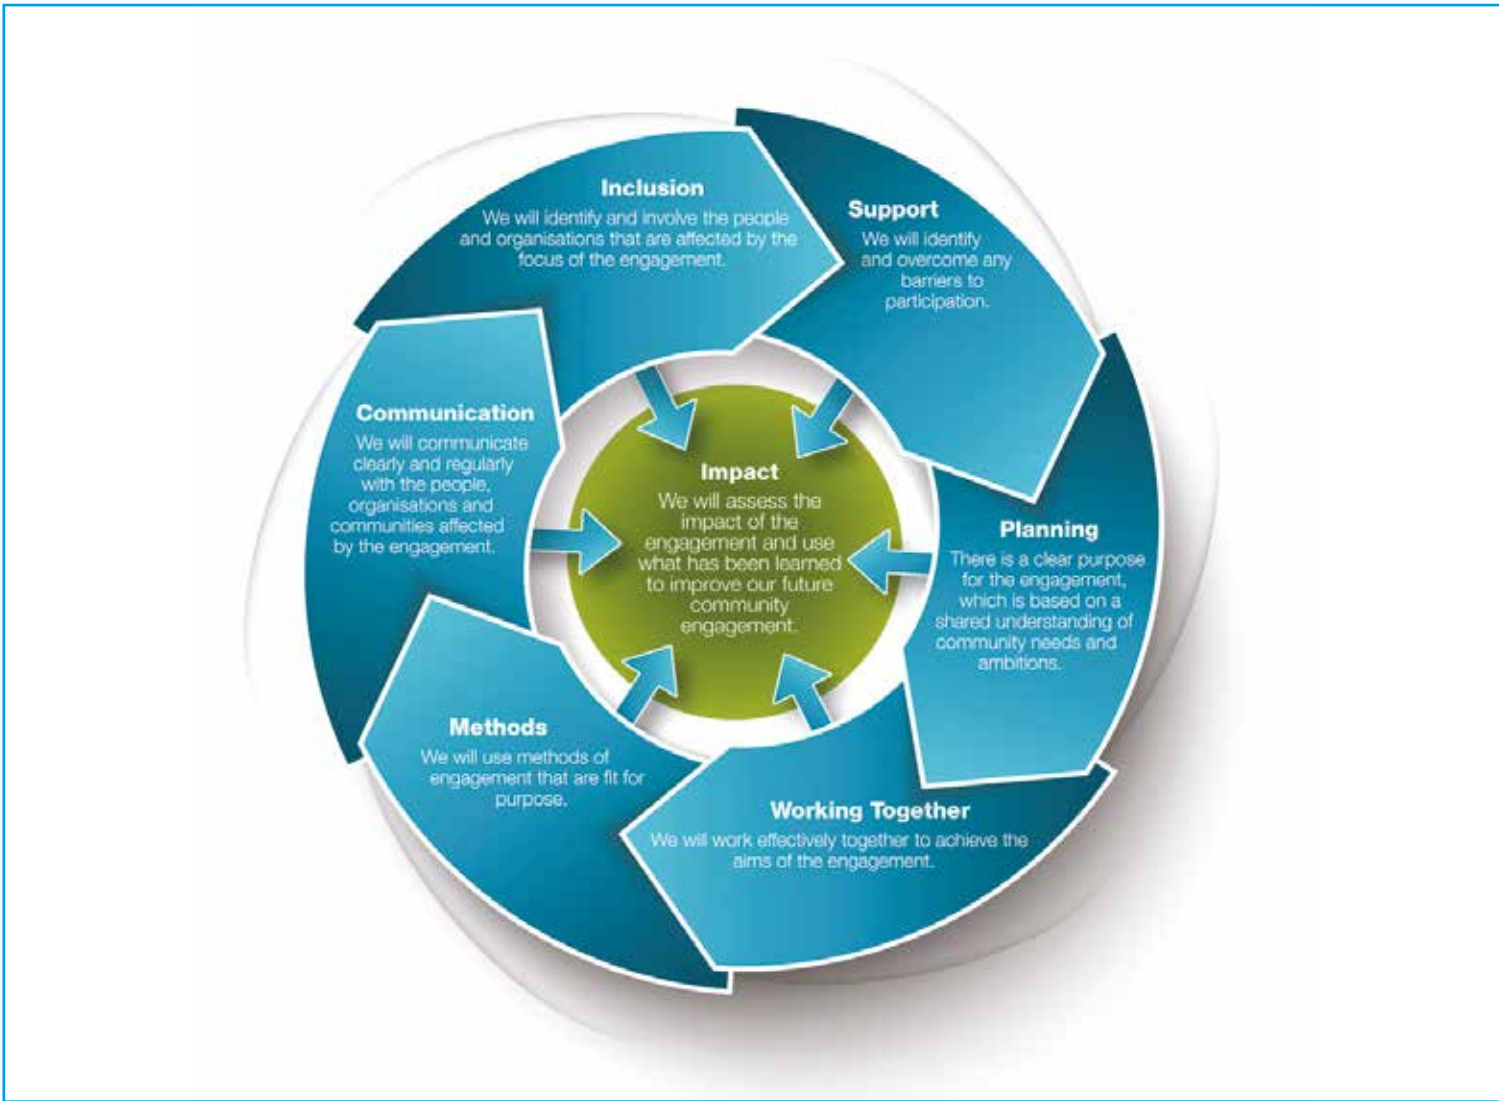 Inclusion
We will identify and involve the people
and organisations that are affected by the
focus of the engagement.
Support
We will identify
and overcome any
barriers to
participation.
Planning
There is a clear purpose
for the engagement,
which is based on a
shared understanding of
community needs and
ambitions.
Working Together
We will work effectively together to achieve the
aims of the engagement.
Methods
We will use methods of
engagement that are fit for
purpose.
Communication
We will communicate
clearly and regularly
with the people,
organisations and
communities affected
by the engagement.
Impact
We will assess the
impact of the
engagement and use
what has been learned
to improve our future
community
engagement.